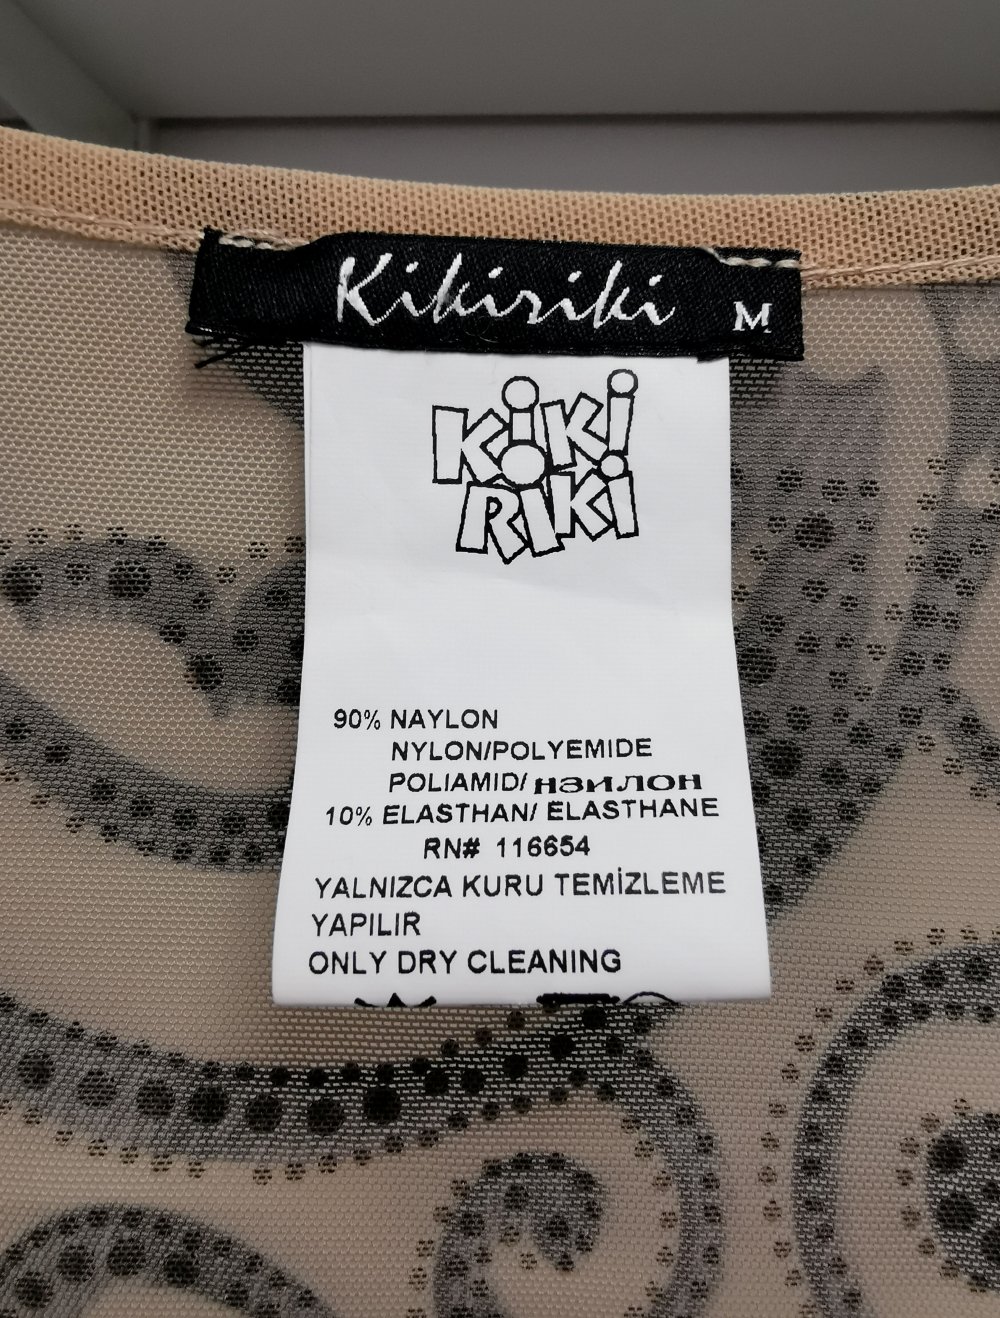 Kikiriki M
KiKi
RiKi
90% NAYLON
NYLON/POLYEMIDE
POLIAMID/нзилон
10% ELASTHAN/ ELASTHANE
RN# 116654
YALNIZCA KURU TEMİZLEME
YAPILIR
ONLY DRY CLEANING